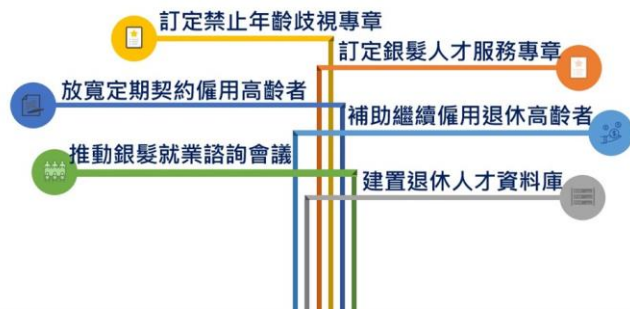 訂定禁止年齡歧視專章
訂定銀髮人才服務專章
放寬定期契約僱用高齡者
補助繼續僱用退休高齡者
推動銀髮就業諮詢會議
建置退休人才資料庫